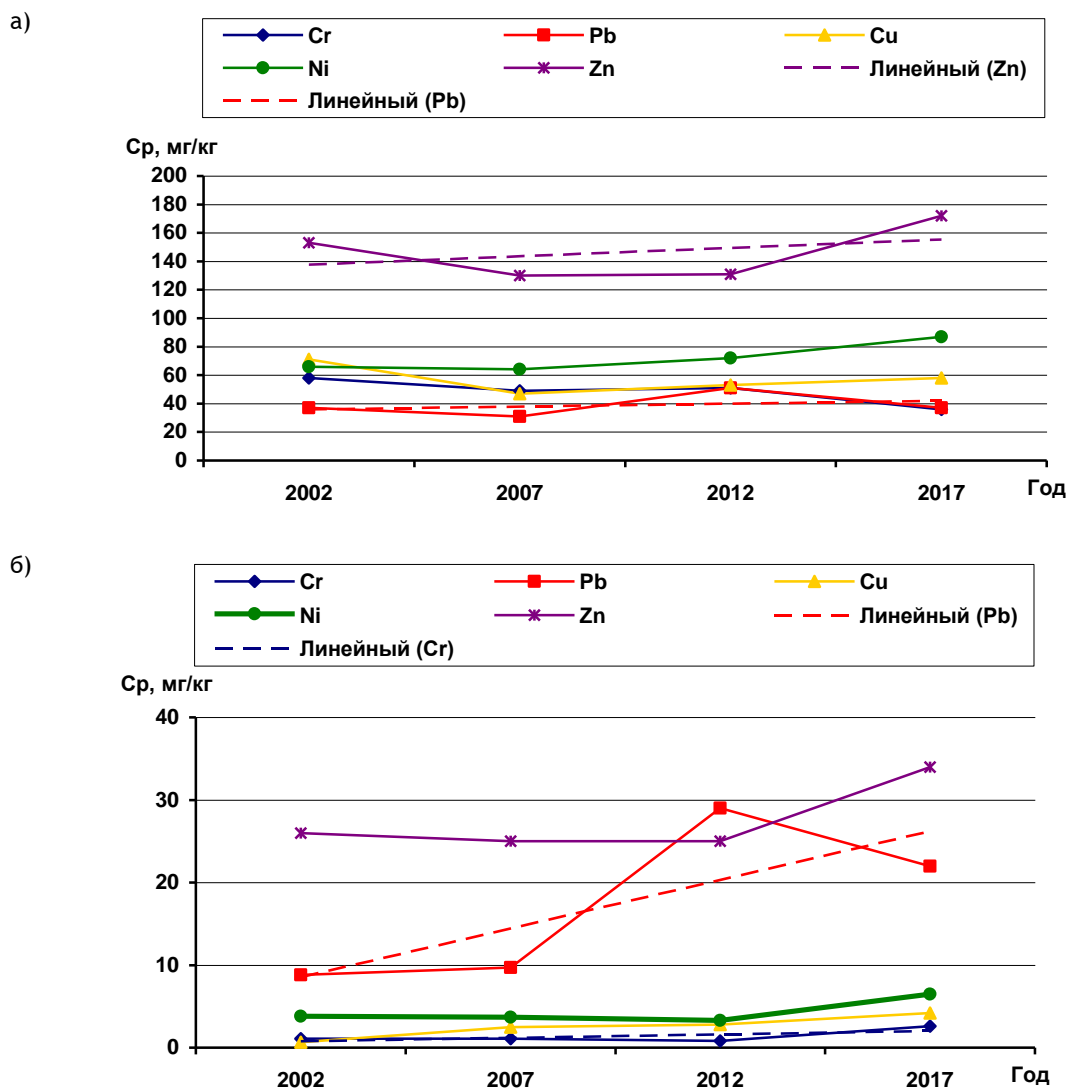 а)
Cr Pb Cu
Ni Zn Линейный (Zn)
Линейный (Pb)
Ср, мг/кг
200
180
160
140
120
100
80
60
40
20
0
2002 2007 2012 2017 Год
б)
Cr Pb Cu
Ni Zn Линейный (Pb)
Линейный (Cr)
Ср, мг/кг
40
30
20
10
0
2002 2007 2012 2017 Год